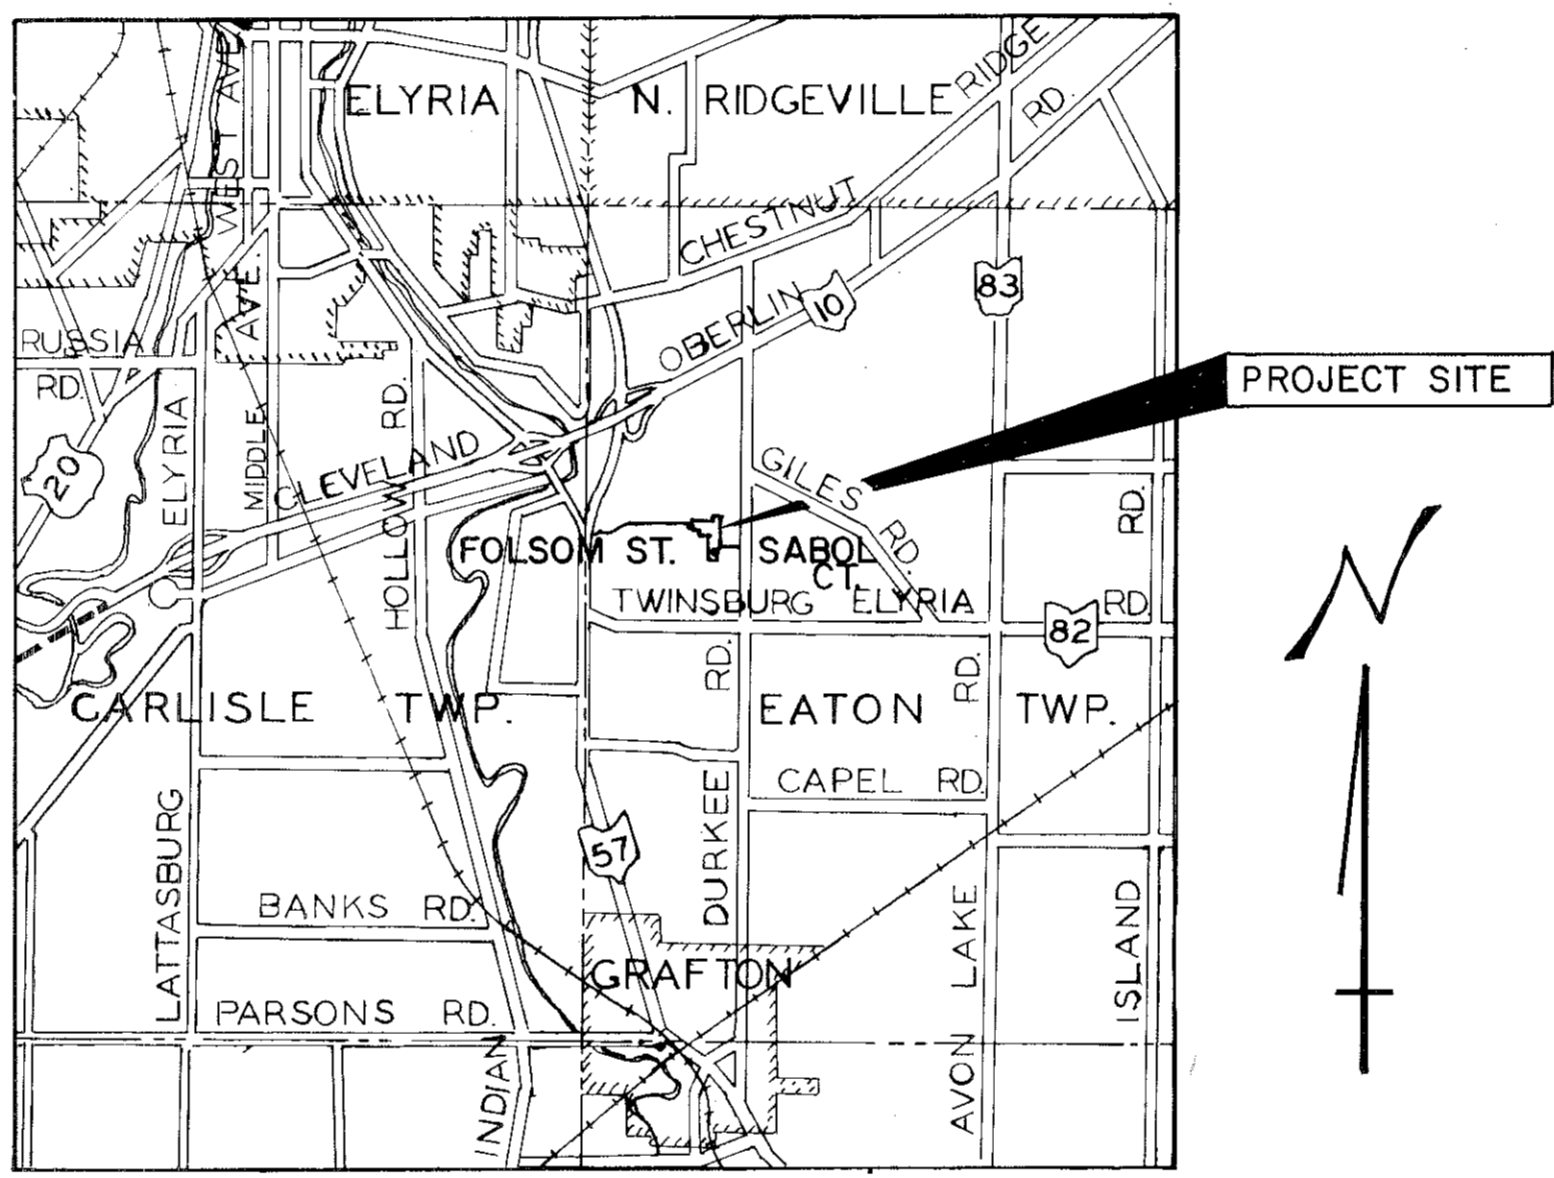 ELYRIA
N. RIDGEVILLE
RIDGE
RD.
WEST AVE.
CHESTNUT
83
10
OBERLIN
AVE.
RUSSIA
RD.
PROJECT SITE
20
ELYRIA
MIDDLE
HOLLOW RD.
CLEVELAND
GILES RD.
RD.
FOLSOM ST.
SABOL
CT.
TWINSBURG ELYRIA RD.
82
N
CARLISLE TWP.
EATON TWP.
RD.
RD.
CAPEL RD.
57
DURKEE
LATTASBURG
BANKS RD.
AVON LAKE
ISLAND
GRAFTON
PARSONS RD.
INDIAN